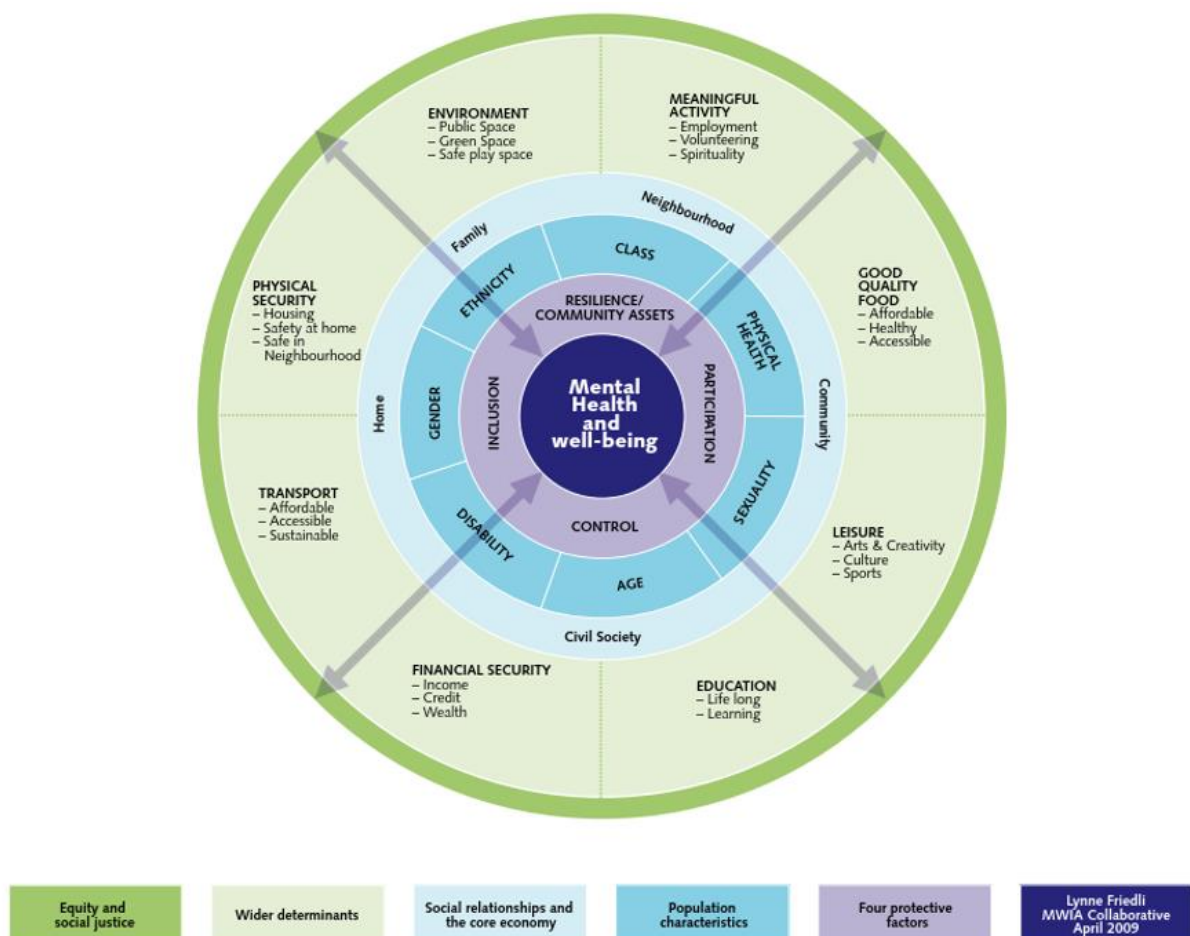 ENVIRONMENT
– Public Space
– Green Space
– Safe play space
MEANINGFUL
ACTIVITY
– Employment
– Volunteering
– Spirituality
PHYSICAL
SECURITY
– Housing
– Safety at home
– Safe in
Neighbourhood
GOOD
QUALITY
FOOD
– Affordable
– Healthy
– Accessible
TRANSPORT
– Affordable
– Accessible
– Sustainable
LEISURE
– Arts & Creativity
– Culture
– Sports
FINANCIAL SECURITY
– Income
– Credit
– Wealth
EDUCATION
– Life long
– Learning
Family
Neighbourhood
Home
Community
Civil Society
ETHNICITY
CLASS
PHYSICAL
HEALTH
GENDER
SEXUALITY
DISABILITY
AGE
RESILIENCE/
COMMUNITY ASSETS
INCLUSION
PARTICIPATION
CONTROL
Mental
Health
and
well-being
Equity and
social justice
Wider determinants
Social relationships and
the core economy
Population
characteristics
Four protective
factors
Lynne Friedli
MWIA Collaborative
April 2009